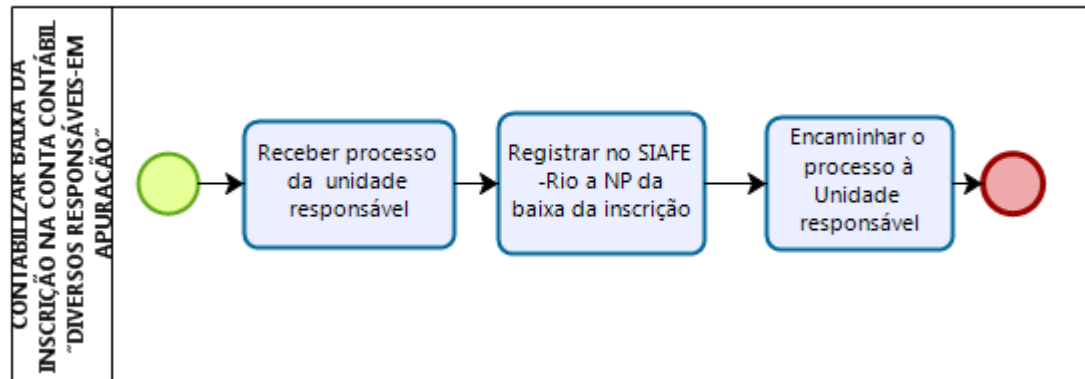 CONTABILIZAR BAIXA DA
INSCRIÇÃO NA CONTA CONTÁBIL
"DIVERSOS RESPONSÁVEIS-EM
APURAÇÃO"
Receber processo
da unidade
responsável
Registrar no SIAFE
-Rio a NP da
baixa da inscrição
Encaminhar o
processo à
Unidade
responsável